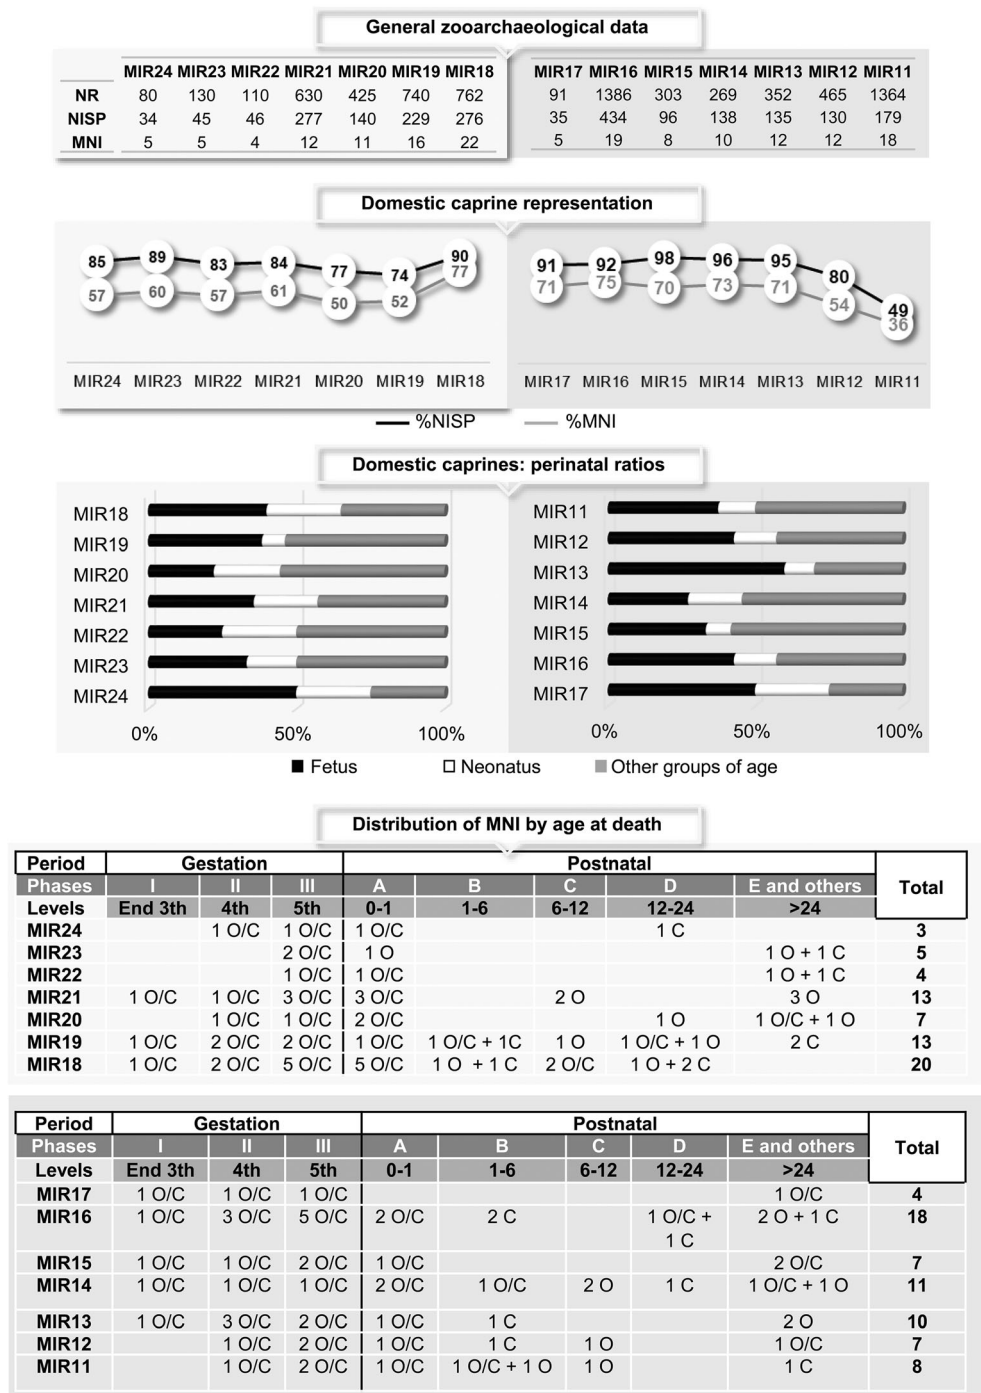 General zooarchaeological data
MIR24 MIR23 MIR22 MIR21 MIR20 MIR19 MIR18
NR 80 130 110 630 425 740 762
NISP 34 45 46 277 140 229 276
MNI 5 5 4 12 11 16 22
MIR17 MIR16 MIR15 MIR14 MIR13 MIR12 MIR11
91 1386 303 269 352 465 1364
35 434 96 138 135 130 179
5 19 8 10 12 12 18
Domestic caprine representation
85 89 83 84 77 74 90
57 60 57 61 50 52 77
MIR24 MIR23 MIR22 MIR21 MIR20 MIR19 MIR18
91 92 98 96 95 80 49
71 75 70 73 71 54 36
MIR17 MIR16 MIR15 MIR14 MIR13 MIR12 MIR11
%NISP %MNI
Domestic caprines: perinatal ratios
MIR18
MIR19
MIR20
MIR21
MIR22
MIR23
MIR24
0% 50% 100%
MIR11
MIR12
MIR13
MIR14
MIR15
MIR16
MIR17
0% 50% 100%
Fetus Neonatus Other groups of age
Distribution of MNI by age at death
Period Gestation Postnatal Total
Phases I II III A B C D E and others
Levels End 3th 4th 5th 0-1 1-6 6-12 12-24 >24
MIR24 1 O/C 1 O/C 1 O/C 1 C 3
MIR23 2 O/C 1 O 1 O + 1 C 5
MIR22 1 O/C 1 O/C 1 O + 1 C 4
MIR21 1 O/C 1 O/C 3 O/C 3 O/C 2 O 3 O 13
MIR20 1 O/C 1 O/C 2 O/C 1 O 1 O/C + 1 O 7
MIR19 1 O/C 2 O/C 2 O/C 1 O/C 1 O/C + 1C 1 O 1 O/C + 1 O 2 C 13
MIR18 1 O/C 2 O/C 5 O/C 5 O/C 1 O + 1 C 2 O/C 1 O + 2 C 20
Period Gestation Postnatal Total
Phases I II III A B C D E and others
Levels End 3th 4th 5th 0-1 1-6 6-12 12-24 >24
MIR17 1 O/C 1 O/C 1 O/C 1 O/C 4
MIR16 1 O/C 3 O/C 5 O/C 2 O/C 2 C 1 O/C + 2 O + 1 C 18
1 C
MIR15 1 O/C 1 O/C 2 O/C 1 O/C 2 O/C 7
MIR14 1 O/C 1 O/C 1 O/C 2 O/C 1 O/C 2 O 1 C 1 O/C + 1 O 11
MIR13 1 O/C 3 O/C 2 O/C 1 O/C 1 C 2 O 10
MIR12 1 O/C 2 O/C 1 O/C 1 C 1 O 1 O/C 7
MIR11 1 O/C 2 O/C 1 O/C 1 O/C + 1 O 1 O 1 C 8